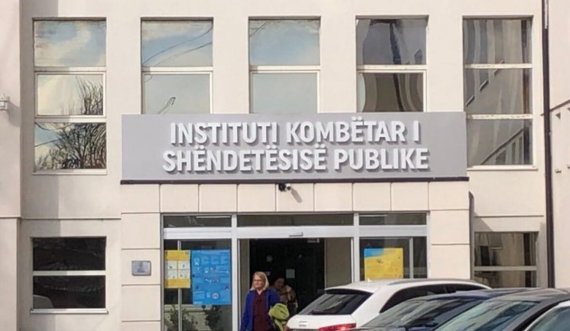 INSTITUTI KOMBËTAR I
SHËNDETËSISË PUBLIKE